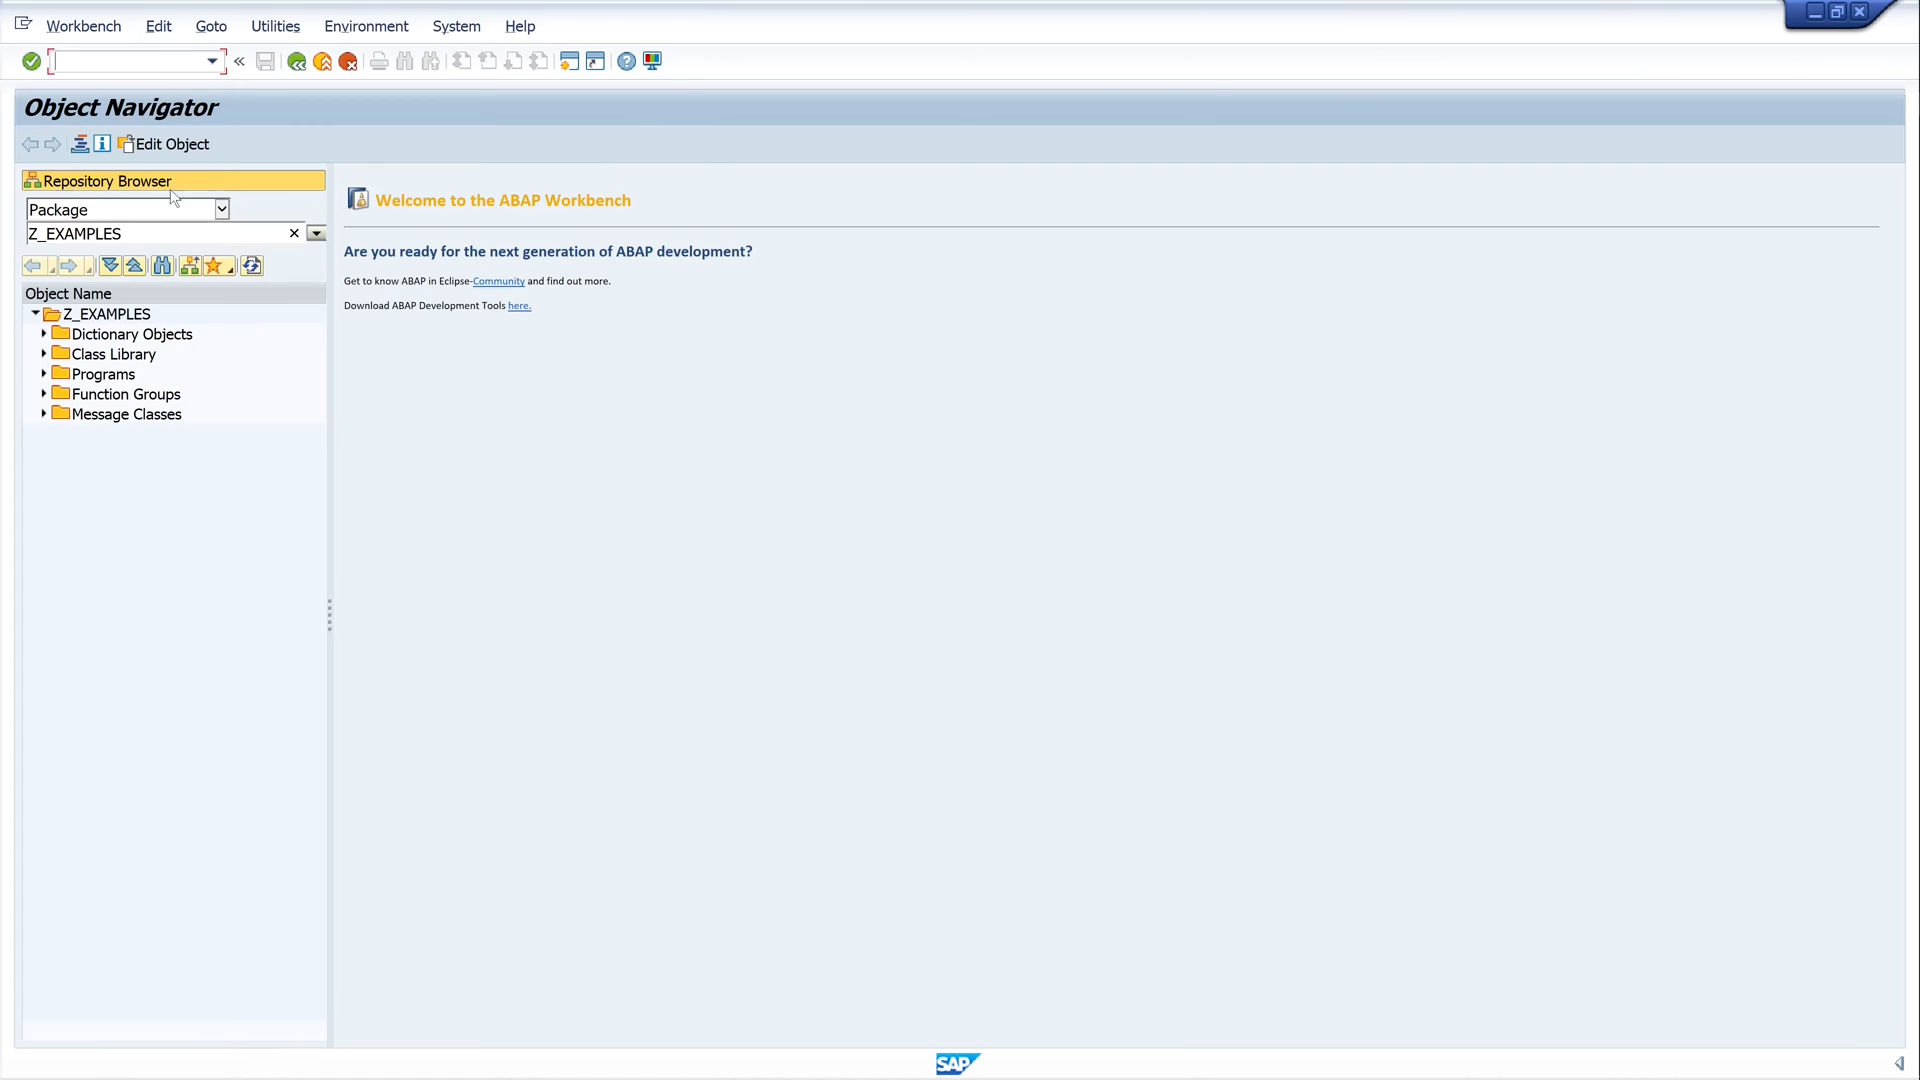 Workbench Edit Goto Utilities Environment System Help
Object Navigator
Edit Object
Repository Browser
Package
Z_EXAMPLES
Object Name
Z_EXAMPLES
Dictionary Objects
Class Library
Programs
Function Groups
Message Classes
Welcome to the ABAP Workbench
Are you ready for the next generation of ABAP development?
Get to know ABAP in Eclipse-Community and find out more.
Download ABAP Development Tools here.
SAP